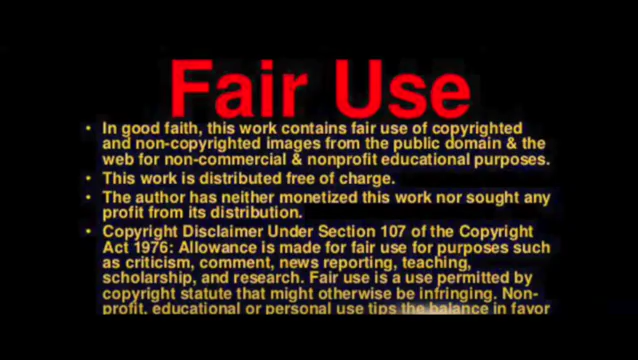 Fair Use
• In good faith, this work contains fair use of copyrighted
and non-copyrighted images from the public domain & the
web for non-commercial & nonprofit educational purposes.
• This work is distributed free of charge.
• The author has neither monetized this work nor sought any
profit from its distribution.
• Copyright Disclaimer Under Section 107 of the Copyright
Act 1976: Allowance is made for fair use for purposes such
as criticism, comment, news reporting, teaching,
scholarship, and research. Fair use is a use permitted by
copyright statute that might otherwise be infringing. Non-
profit, educational or personal use tips the balance in favor